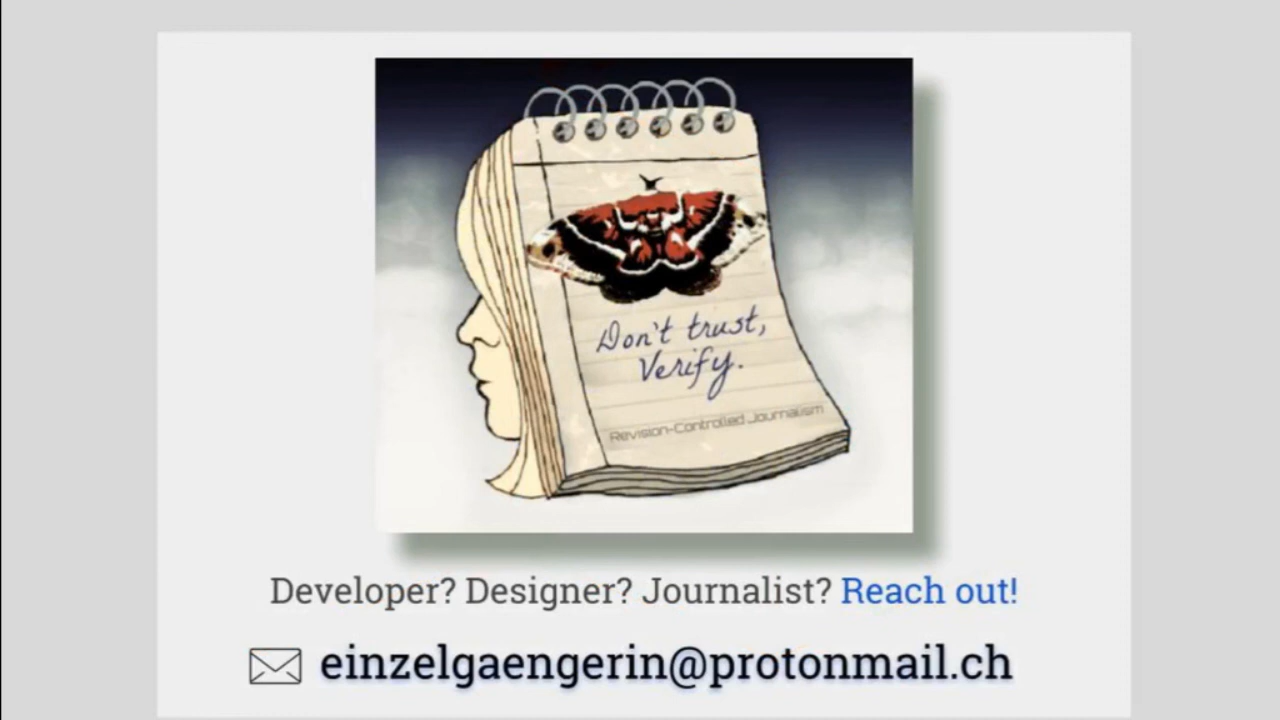 Don't trust,
Verify.
Revision-Controlled Journalism
Developer? Designer? Journalist? Reach out!
einzelgaengerin@protonmail.ch